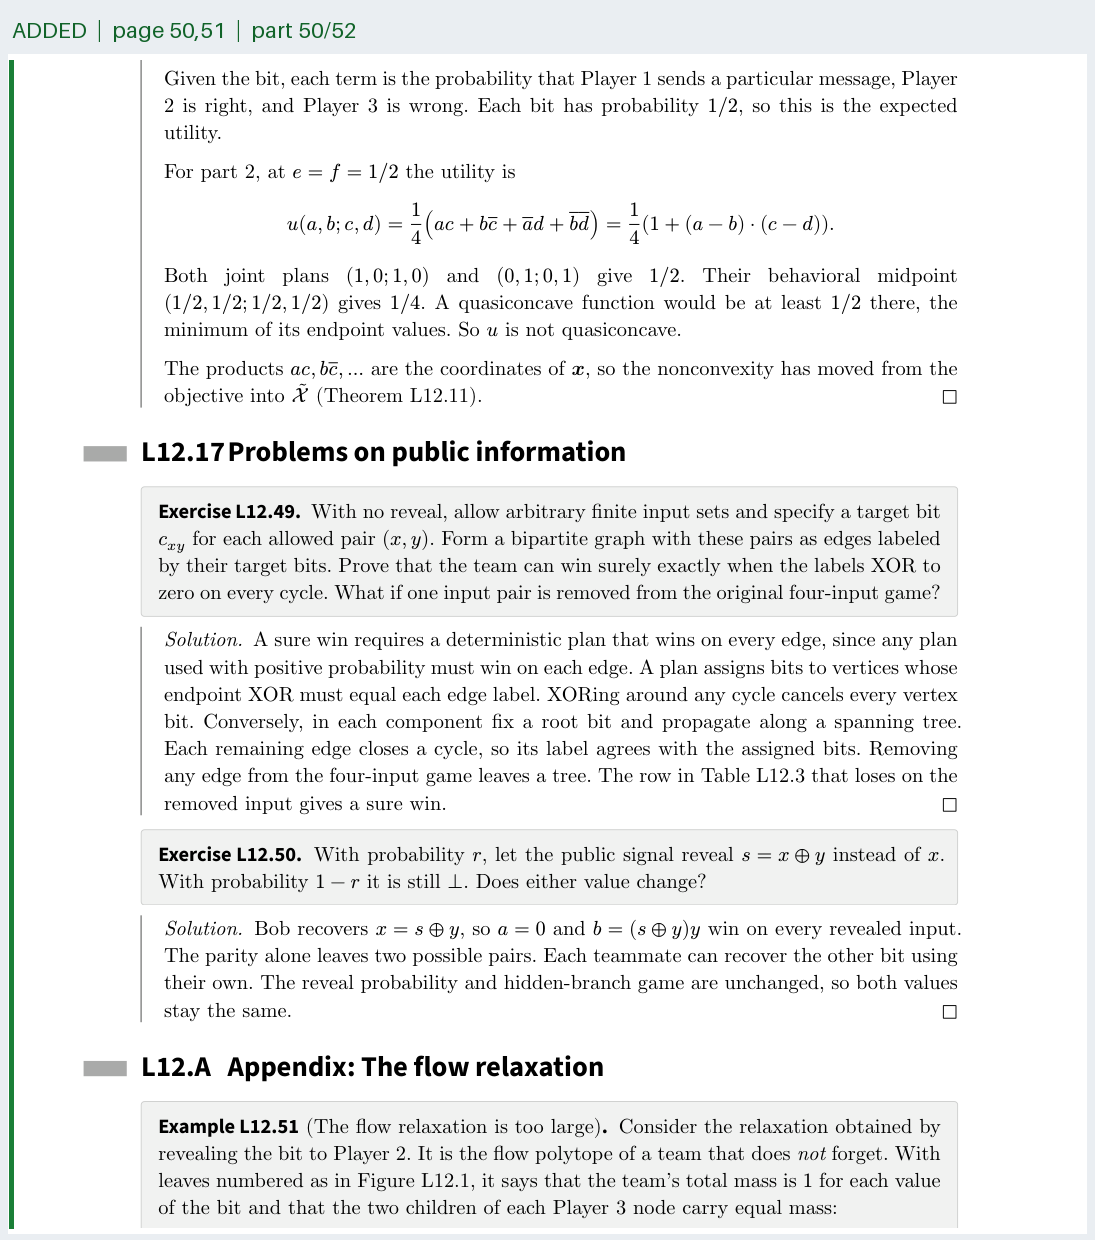 ADDED | page 50,51 | part 50/52
Given the bit, each term is the probability that Player 1 sends a particular message, Player
2 is right, and Player 3 is wrong. Each bit has probability 1/2, so this is the expected
utility.
For part 2, at e = f = 1/2 the utility is
u(a, b; c, d) = 1/4 (ac + bc̅ + a̅d + b̅d̅) = 1/4 (1 + (a − b) · (c − d)).
Both joint plans (1, 0; 1, 0) and (0, 1; 0, 1) give 1/2. Their behavioral midpoint
(1/2, 1/2; 1/2, 1/2) gives 1/4. A quasiconcave function would be at least 1/2 there, the
minimum of its endpoint values. So u is not quasiconcave.
The products ac, bc̅, ... are the coordinates of 𝒙, so the nonconvexity has moved from the
objective into 𝒳̃ (Theorem L12.11). □
L12.17 Problems on public information
Exercise L12.49. With no reveal, allow arbitrary finite input sets and specify a target bit
c_xy for each allowed pair (x, y). Form a bipartite graph with these pairs as edges labeled
by their target bits. Prove that the team can win surely exactly when the labels XOR to
zero on every cycle. What if one input pair is removed from the original four-input game?
Solution. A sure win requires a deterministic plan that wins on every edge, since any plan
used with positive probability must win on each edge. A plan assigns bits to vertices whose
endpoint XOR must equal each edge label. XORing around any cycle cancels every vertex
bit. Conversely, in each component fix a root bit and propagate along a spanning tree.
Each remaining edge closes a cycle, so its label agrees with the assigned bits. Removing
any edge from the four-input game leaves a tree. The row in Table L12.3 that loses on the
removed input gives a sure win. □
Exercise L12.50. With probability r, let the public signal reveal s = x ⊕ y instead of x.
With probability 1 − r it is still ⊥. Does either value change?
Solution. Bob recovers x = s ⊕ y, so a = 0 and b = (s ⊕ y)y win on every revealed input.
The parity alone leaves two possible pairs. Each teammate can recover the other bit using
their own. The reveal probability and hidden-branch game are unchanged, so both values
stay the same. □
L12.A Appendix: The flow relaxation
Example L12.51 (The flow relaxation is too large). Consider the relaxation obtained by
revealing the bit to Player 2. It is the flow polytope of a team that does not forget. With
leaves numbered as in Figure L12.1, it says that the team's total mass is 1 for each value
of the bit and that the two children of each Player 3 node carry equal mass: